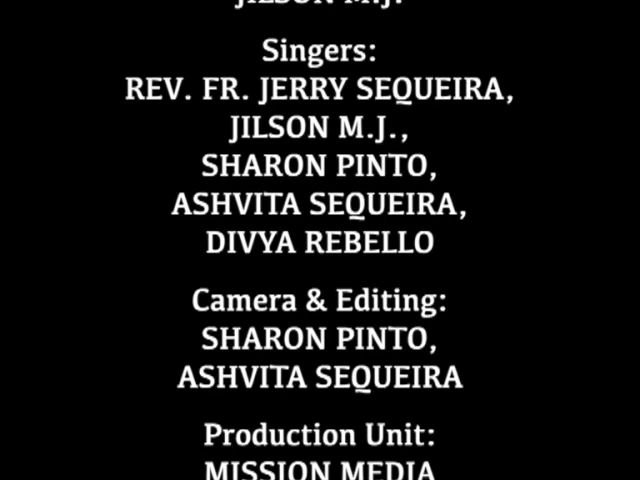 JILSON M.J.
Singers:
REV. FR. JERRY SEQUEIRA,
JILSON M.J.,
SHARON PINTO,
ASHVITA SEQUEIRA,
DIVYA REBELLO
Camera & Editing:
SHARON PINTO,
ASHVITA SEQUEIRA
Production Unit:
MISSION MEDIA